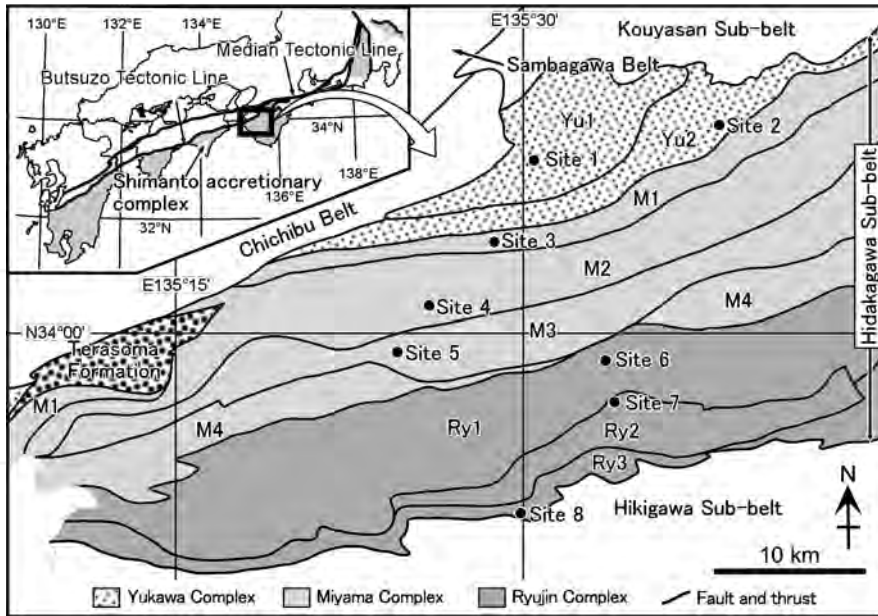 130°E
132°E
134°E
Median Tectonic Line
Butsuzo Tectonic Line
34°N
138°E
136°E
Shimanto accretionary
complex
32°N
E135°30'
Kouyasan Sub-belt
Sambagawa Belt
Yu1
Site 1
Yu2
Site 2
M1
Chichibu Belt
Site 3
M2
Hidakagawa Sub-belt
E135°15'
Site 4
M4
N34°00'
M3
Terasoma
Formation
Site 5
Site 6
M1
M4
Site 7
Ry1
Ry2
Ry3
Site 8
Hikigawa Sub-belt
N
10 km
Yukawa Complex
Miyama Complex
Ryujin Complex
Fault and thrust